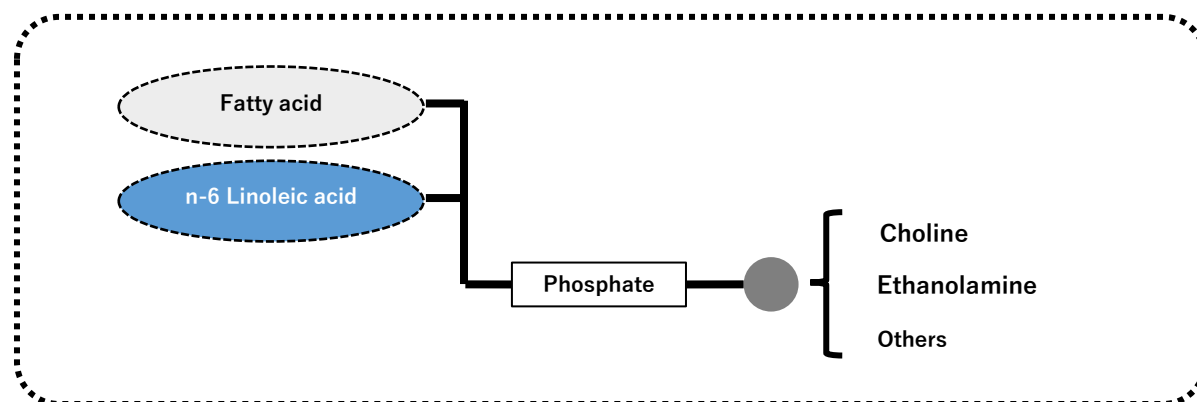 Fatty acid
n-6 Linoleic acid
Phosphate
Choline
Ethanolamine
Others